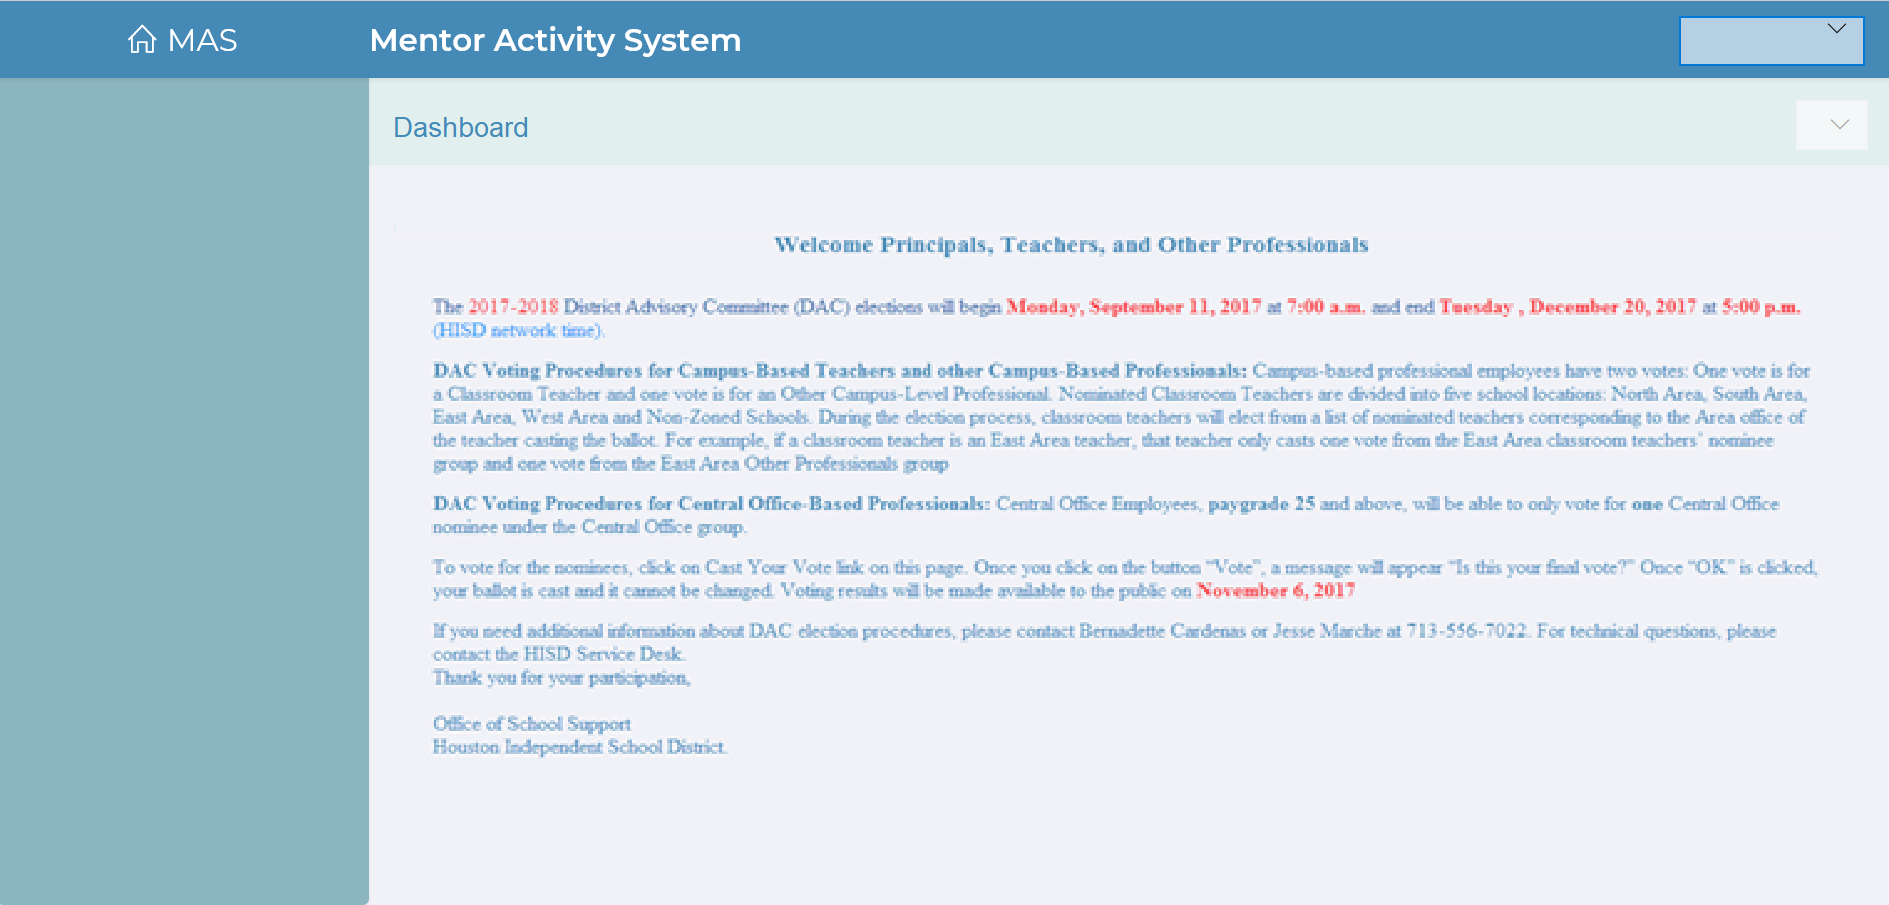 MAS
Mentor Activity System
Dashboard
Welcome Principals, Teachers, and Other Professionals
The 2017-2018 District Advisory Committee (DAC) elections will begin Monday, September 11, 2017 at 7:00 a.m. and end Tuesday , December 20, 2017 at 5:00 p.m.
(HISD network time).
DAC Voting Procedures for Campus-Based Teachers and other Campus-Based Professionals: Campus-based professional employees have two votes: One vote is for
a Classroom Teacher and one vote is for an Other Campus-Level Professional. Nominated Classroom Teachers are divided into five school locations: North Area, South Area,
East Area, West Area and Non-Zoned Schools. During the election process, classroom teachers will elect from a list of nominated teachers corresponding to the Area office of
the teacher casting the ballot. For example, if a classroom teacher is an East Area teacher, that teacher only casts one vote from the East Area classroom teachers' nominee
group and one vote from the East Area Other Professionals group
DAC Voting Procedures for Central Office-Based Professionals: Central Office Employees, paygrade 25 and above, will be able to only vote for one Central Office
nominee under the Central Office group.
To vote for the nominees, click on Cast Your Vote link on this page. Once you click on the button “Vote”, a message will appear “Is this your final vote?” Once “OK” is clicked,
your ballot is cast and it cannot be changed. Voting results will be made available to the public on November 6, 2017
If you need additional information about DAC election procedures, please contact Bernadette Cardenas or Jesse Marche at 713-556-7022. For technical questions, please
contact the HISD Service Desk.
Thank you for your participation,
Office of School Support
Houston Independent School District.